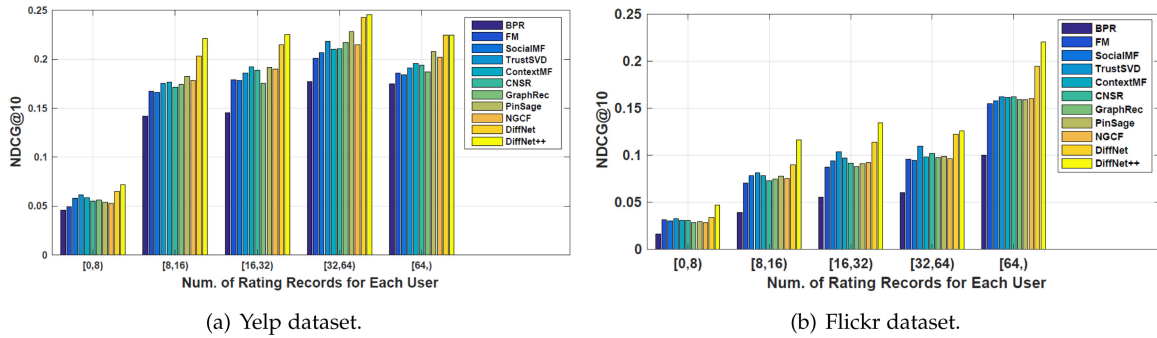 0.25
0.2
0.15
0.1
0.05
0
NDCG@10
[0,8)
[8,16)
[16,32)
[32,64)
[64,)
Num. of Rating Records for Each User
BPR
FM
SocialMF
TrustSVD
ContextMF
CNSR
GraphRec
PinSage
NGCF
DiffNet
DiffNet++
(a) Yelp dataset.
0.25
0.2
0.15
0.1
0.05
0
NDCG@10
[0,8)
[8,16)
[16,32)
[32,64)
[64,)
Num. of Rating Records for Each User
BPR
FM
SocialMF
TrustSVD
ContextMF
CNSR
GraphRec
PinSage
NGCF
DiffNet
DiffNet++
(b) Flickr dataset.